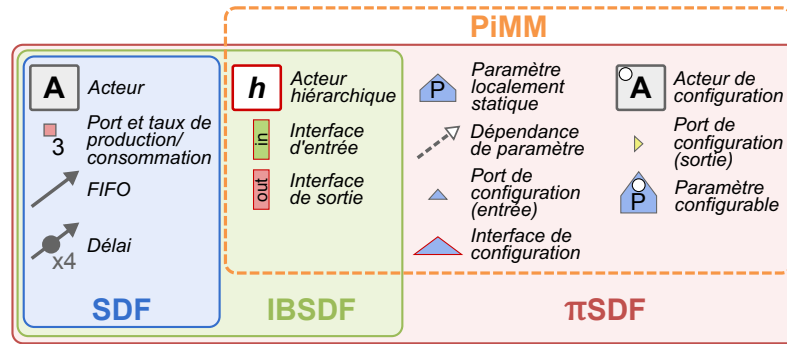 PiMM
A
Acteur
3
Port et taux de
production/
consommation
FIFO
x4
Délai
SDF
h
Acteur
hiérarchique
in
Interface
d'entrée
out
Interface
de sortie
IBSDF
P
Paramètre
localement
statique
Dépendance
de paramètre
Port de
configuration
(entrée)
Interface de
configuration
A
Acteur de
configuration
Port de
configuration
(sortie)
P
Paramètre
configurable
πSDF